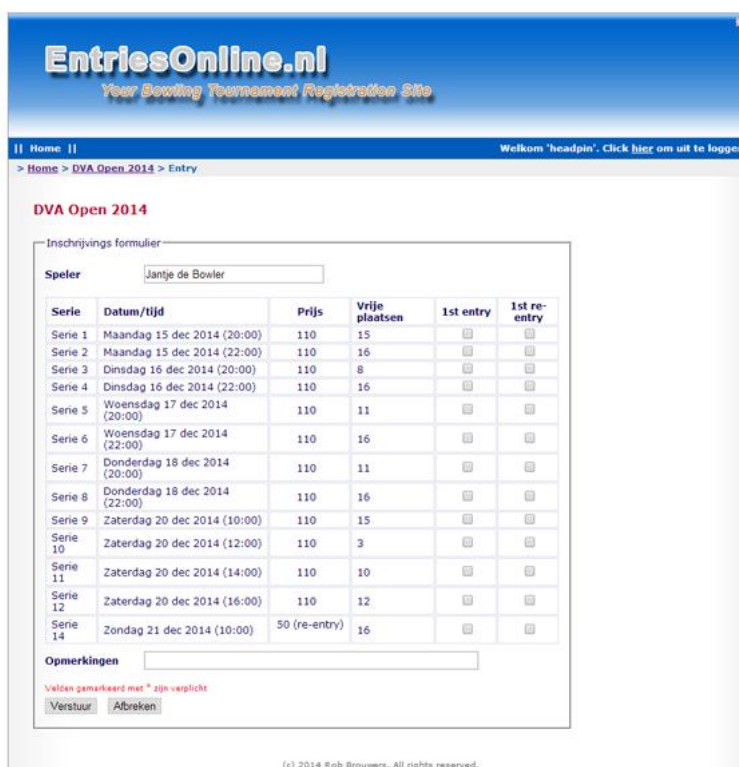 EntriesOnline.nl
Your Bowling Tournament Registration Site
|| Home ||
Welkom 'headpin'. Click hier om uit te logge
> Home > DVA Open 2014 > Entry
DVA Open 2014
Inschrijvings formulier
Speler Jantje de Bowler
Serie Datum/tijd Prijs Vrije plaatsen 1st entry 1st re-entry
Serie 1 Maandag 15 dec 2014 (20:00) 110 15
Serie 2 Maandag 15 dec 2014 (22:00) 110 16
Serie 3 Dinsdag 16 dec 2014 (20:00) 110 8
Serie 4 Dinsdag 16 dec 2014 (22:00) 110 16
Serie 5 Woensdag 17 dec 2014 (20:00) 110 11
Serie 6 Woensdag 17 dec 2014 (22:00) 110 16
Serie 7 Donderdag 18 dec 2014 (20:00) 110 11
Serie 8 Donderdag 18 dec 2014 (22:00) 110 16
Serie 9 Zaterdag 20 dec 2014 (10:00) 110 15
Serie 10 Zaterdag 20 dec 2014 (12:00) 110 3
Serie 11 Zaterdag 20 dec 2014 (14:00) 110 10
Serie 12 Zaterdag 20 dec 2014 (16:00) 110 12
Serie 14 Zondag 21 dec 2014 (10:00) 50 (re-entry) 16
Opmerkingen
Velden gemarkeerd met * zijn verplicht
Verstuur Afbreken
(c) 2014 Rob Brouwers. All rights reserved.